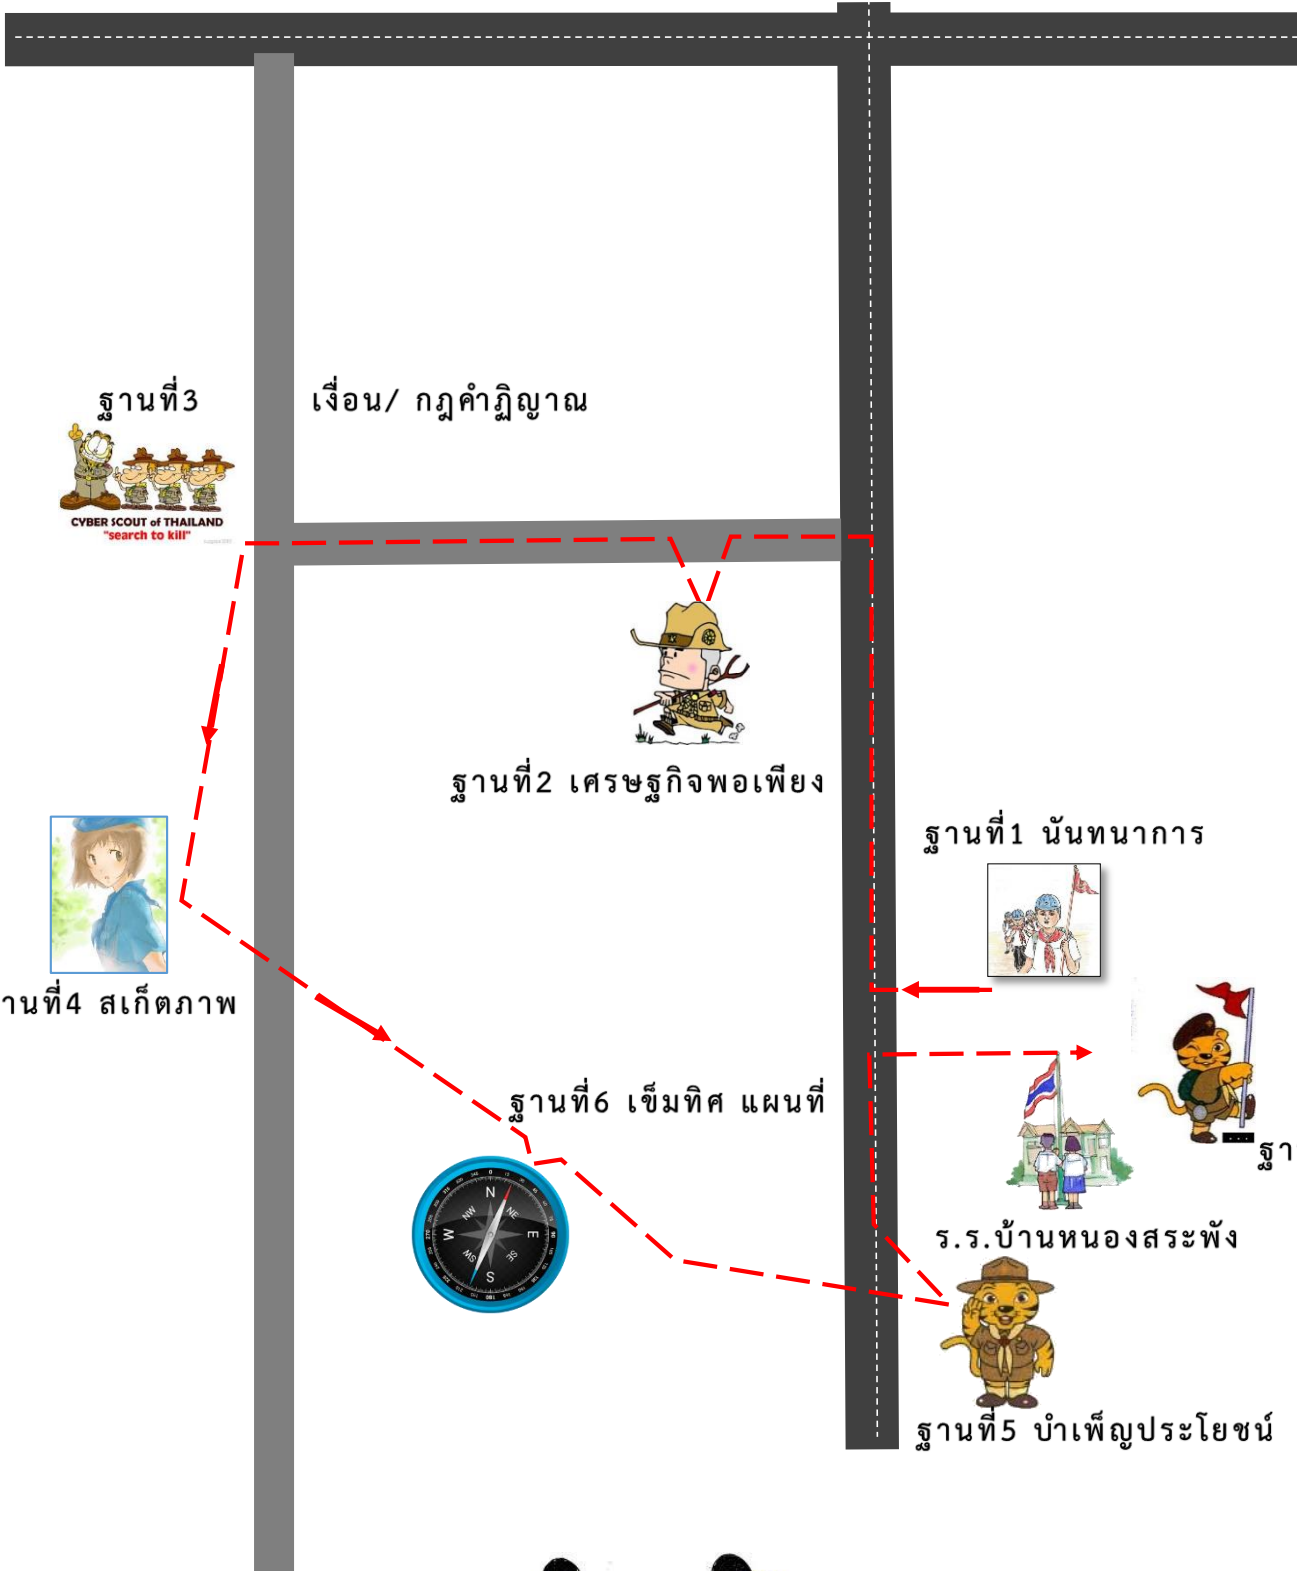 ฐานที่3
เงื่อน/ กฎคำฏิญาณ
CYBER SCOUT of THAILAND
"search to kill"
ฐานที่2 เศรษฐกิจพอเพียง
ฐานที่1 นันทนาการ
านที่4 สเก็ตภาพ
ฐานที่6 เข็มทิศ แผนที่
N
NE
E
SE
S
SW
W
NW
ฐา
ร.ร.บ้านหนองสระพัง
ฐานที่5 บำเพ็ญประโยชน์